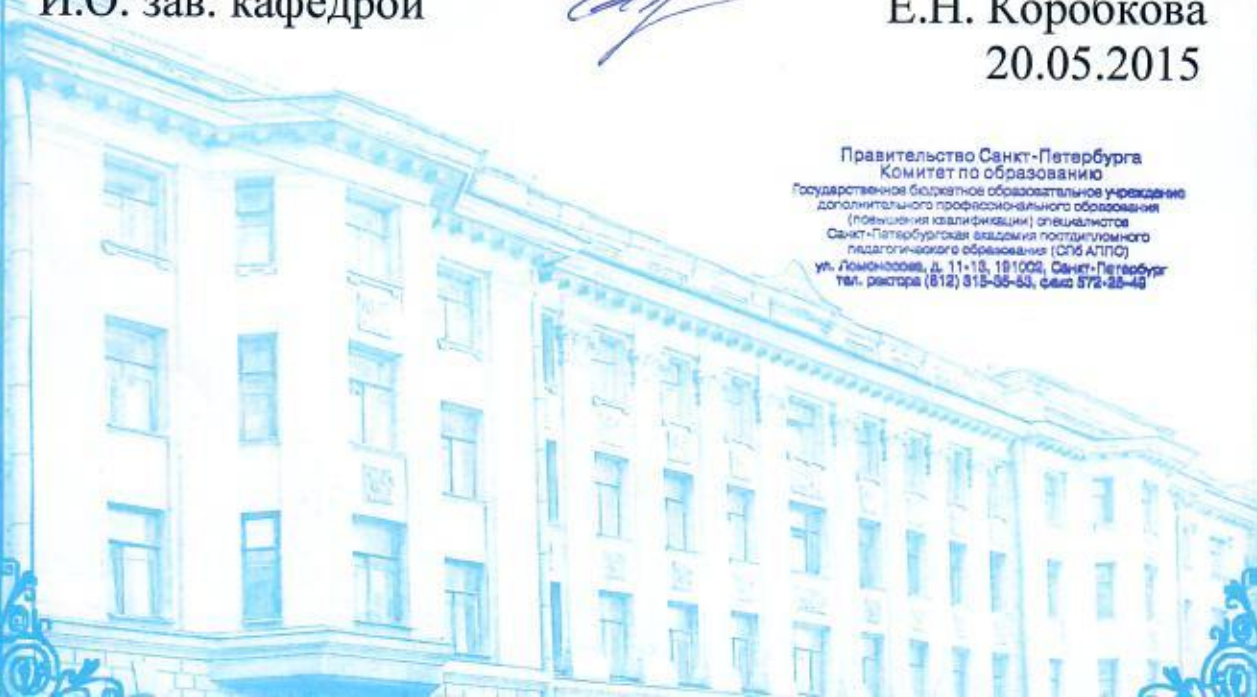 И.О. зав. кафедрой
Е.Н. Коробкова
20.05.2015
Правительство Санкт-Петербурга
Комитет по образованию
Государственное бюджетное образовательное учреждение
дополнительного профессионального образования
(повышения квалификации) специалистов
Санкт-Петербургская академия постдипломного
педагогического образования (СПб АППО)
ул. Ломоносова, д. 11-13, 191002, Санкт-Петербург
тел. ректора (812) 315-35-53, факс 572-25-49